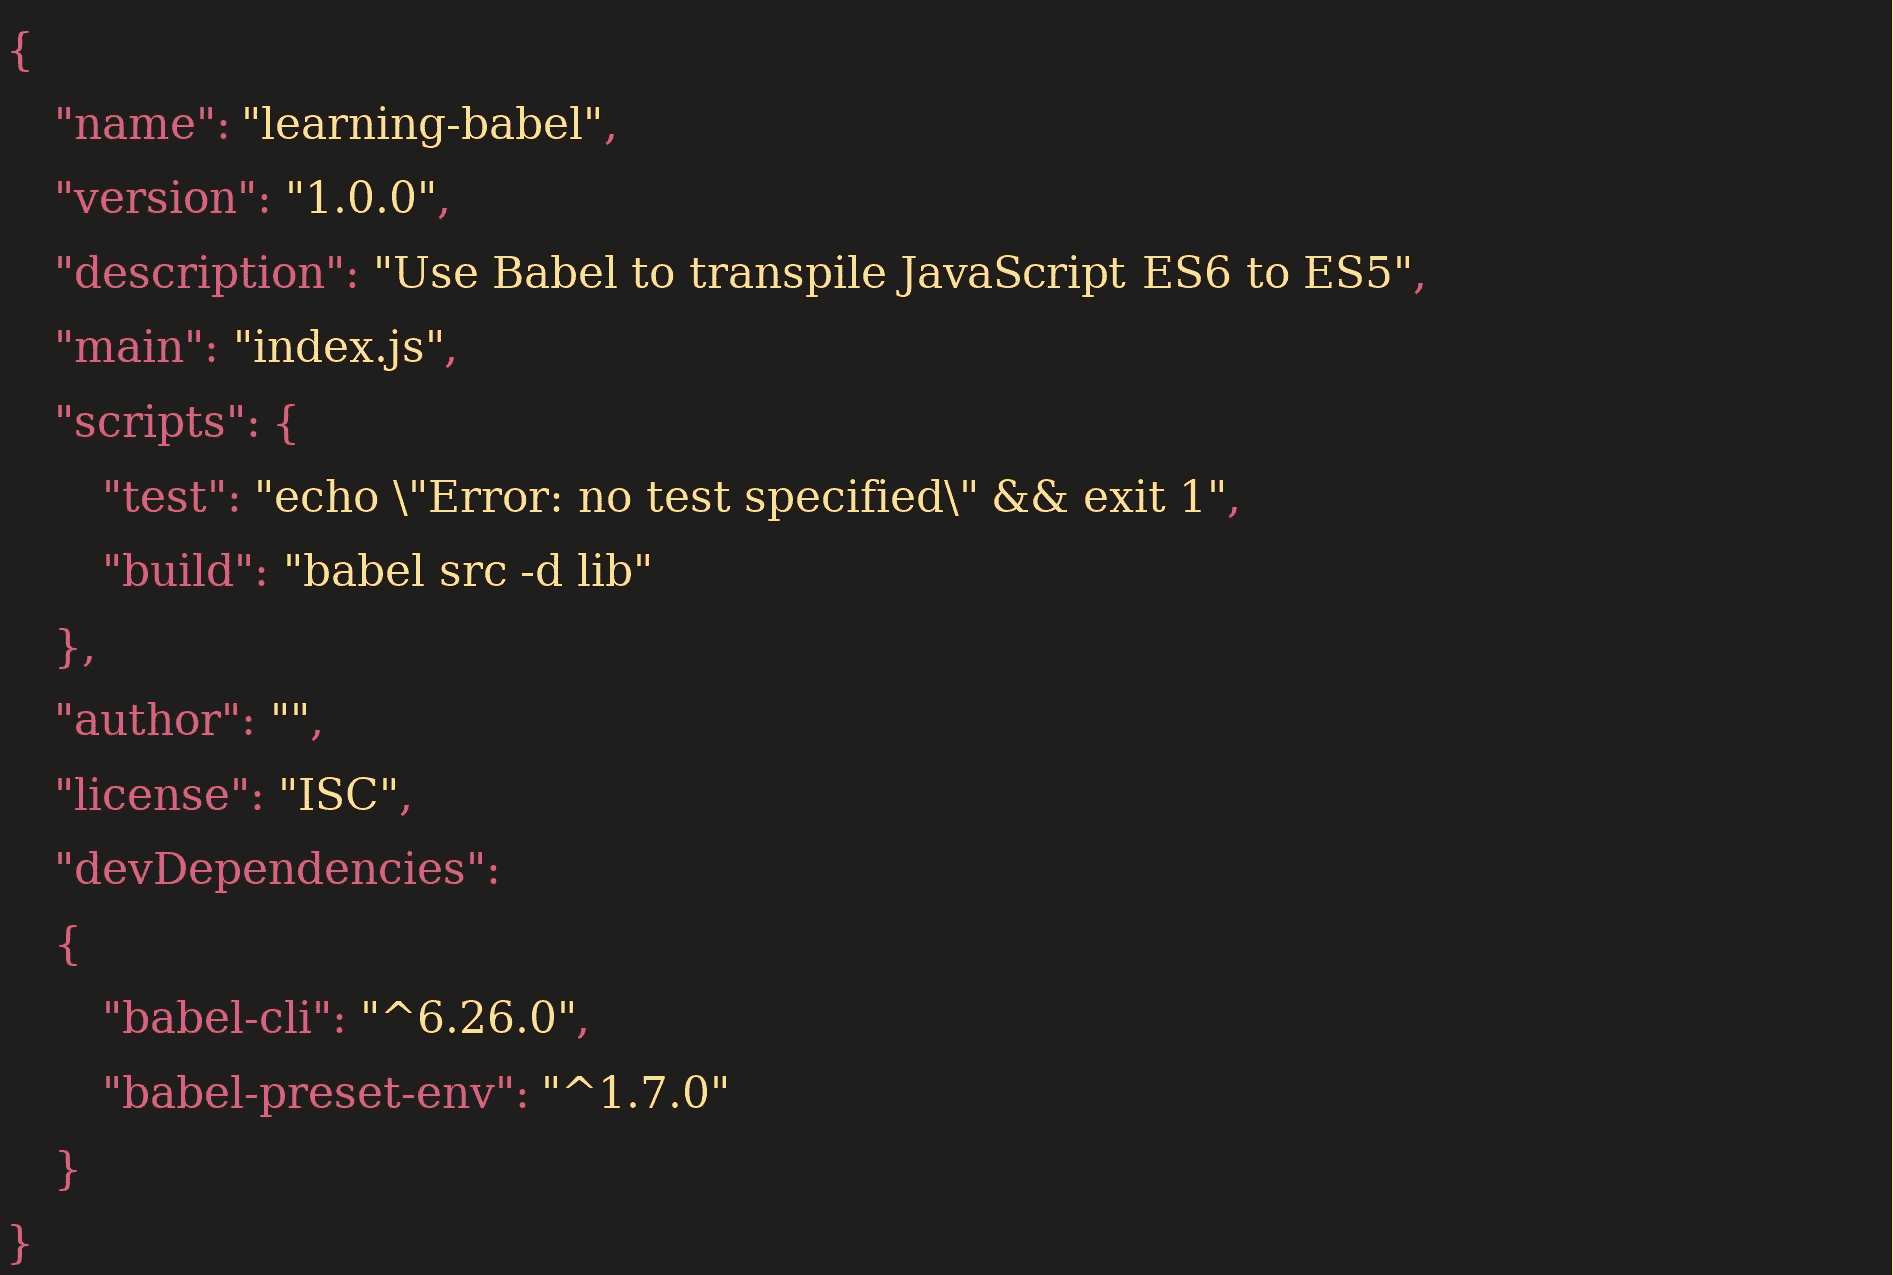 {
    "name": "learning-babel",
    "version": "1.0.0",
    "description": "Use Babel to transpile JavaScript ES6 to ES5",
    "main": "index.js",
    "scripts": {
        "test": "echo \"Error: no test specified\" && exit 1",
        "build": "babel src -d lib"
    },
    "author": "",
    "license": "ISC",
    "devDependencies":
    {
        "babel-cli": "^6.26.0",
        "babel-preset-env": "^1.7.0"
    }
}